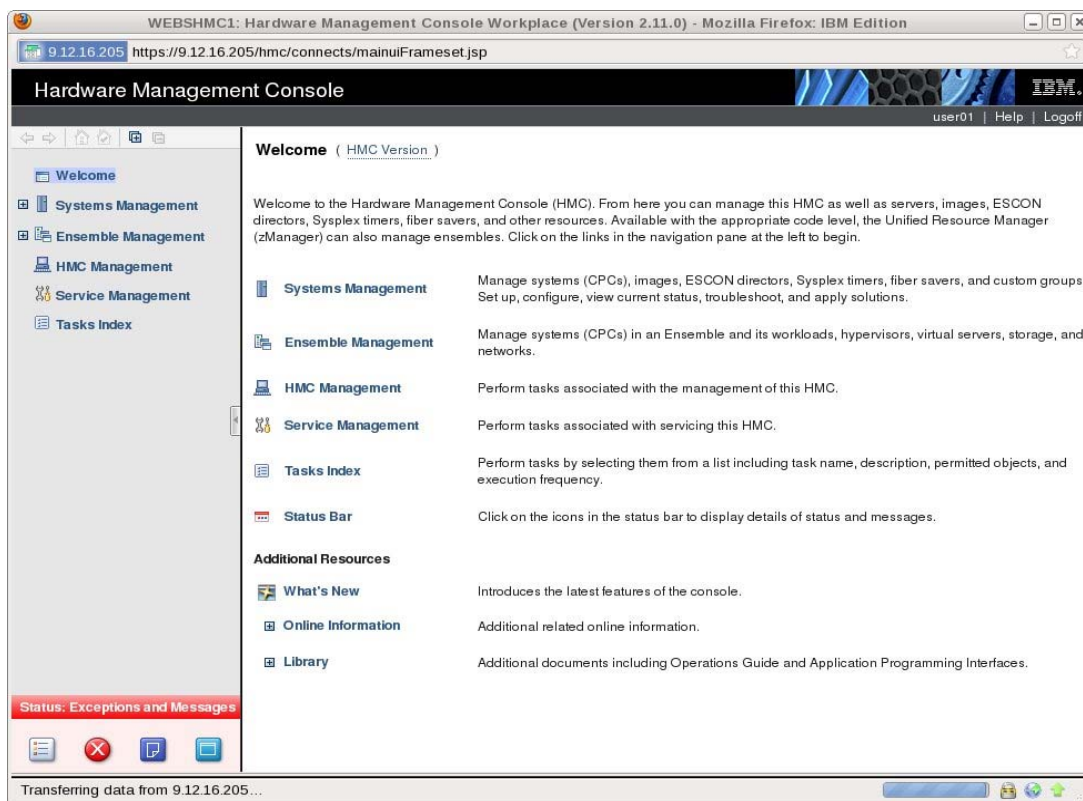 WEBSHMC1: Hardware Management Console Workplace (Version 2.11.0) - Mozilla Firefox: IBM Edition
9.12.16.205 https://9.12.16.205/hmc/connects/mainuiFrameset.jsp
Hardware Management Console
IBM.
user01 | Help | Logoff
Welcome
Systems Management
Ensemble Management
HMC Management
Service Management
Tasks Index
Welcome ( HMC Version )
Welcome to the Hardware Management Console (HMC). From here you can manage this HMC as well as servers, images, ESCON
directors, Sysplex timers, fiber savers, and other resources. Available with the appropriate code level, the Unified Resource Manager
(zManager) can also manage ensembles. Click on the links in the navigation pane at the left to begin.
Systems Management
Manage systems (CPCs), images, ESCON directors, Sysplex timers, fiber savers, and custom groups
Set up, configure, view current status, troubleshoot, and apply solutions.
Ensemble Management
Manage systems (CPCs) in an Ensemble and its workloads, hypervisors, virtual servers, storage, and
networks.
HMC Management
Perform tasks associated with the management of this HMC.
Service Management
Perform tasks associated with servicing this HMC.
Tasks Index
Perform tasks by selecting them from a list including task name, description, permitted objects, and
execution frequency.
Status Bar
Click on the icons in the status bar to display details of status and messages.
Additional Resources
What's New
Introduces the latest features of the console.
Online Information
Additional related online information.
Library
Additional documents including Operations Guide and Application Programming Interfaces.
Status: Exceptions and Messages
Transferring data from 9.12.16.205...